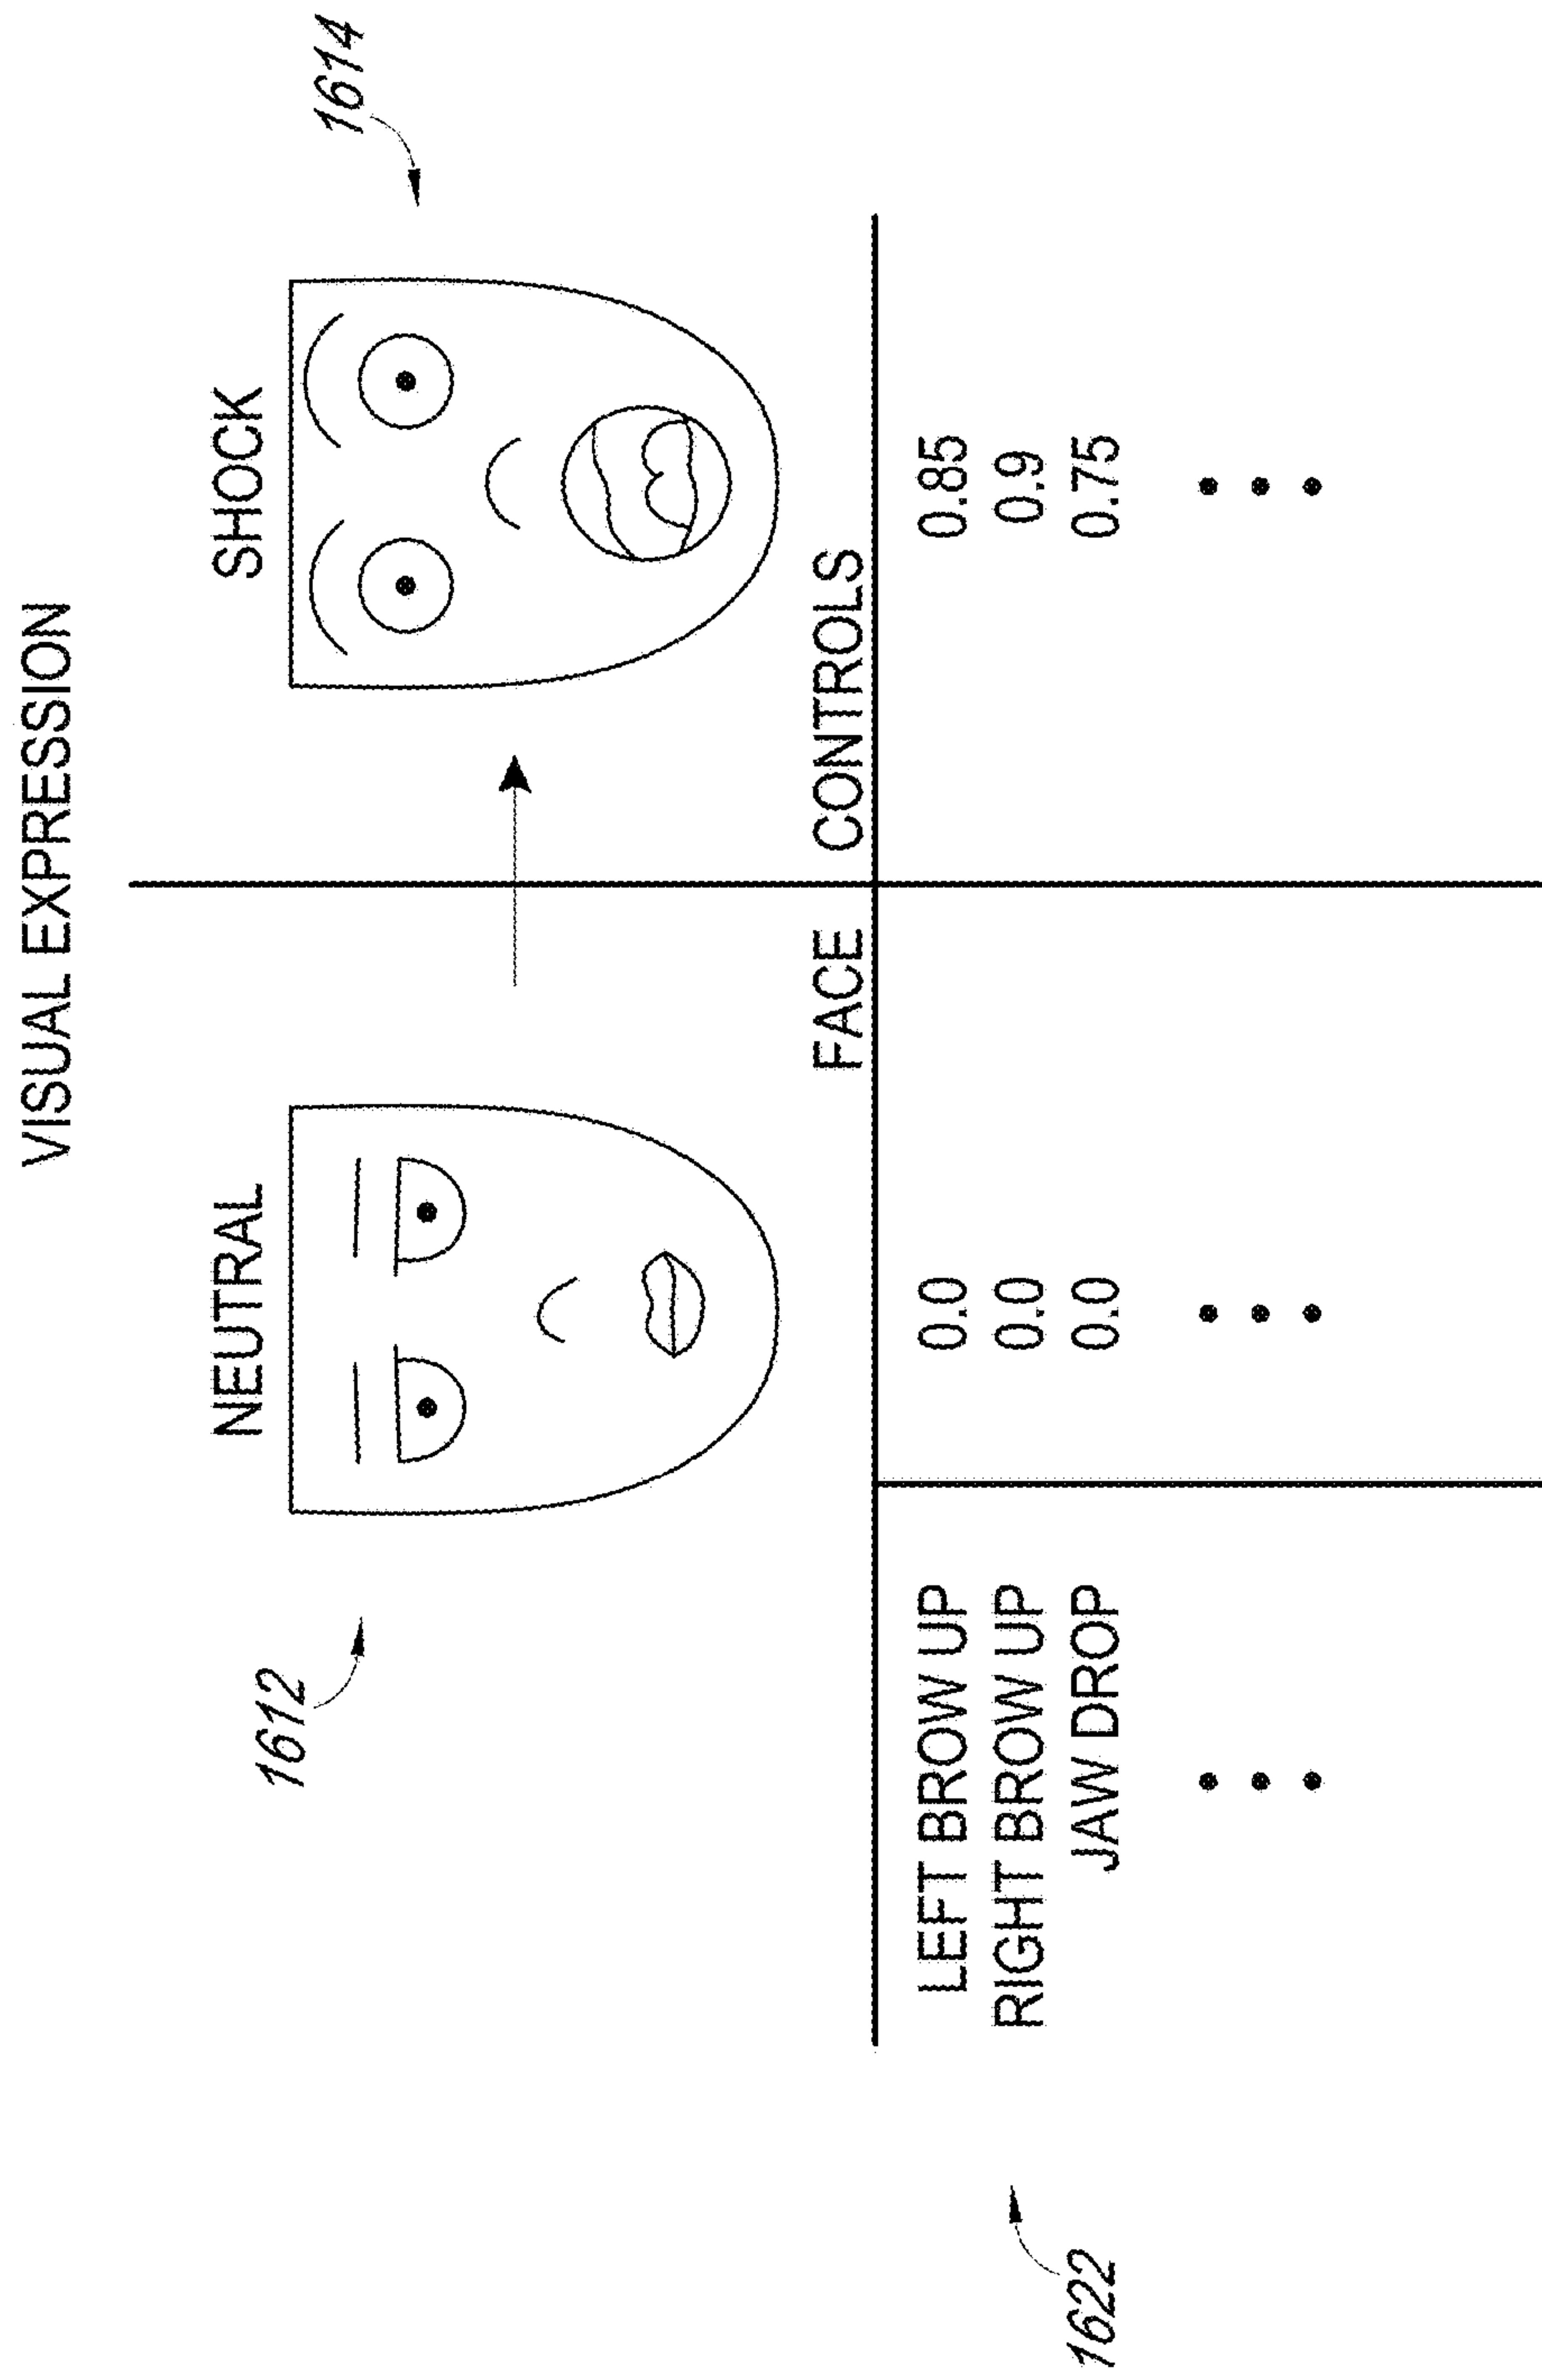 VISUAL EXPRESSION
1612
NEUTRAL
SHOCK
1614
FACE CONTROLS
1622
LEFT BROW UP 0.0 0.85
RIGHT BROW UP 0.0 0.9
JAW DROP 0.0 0.75